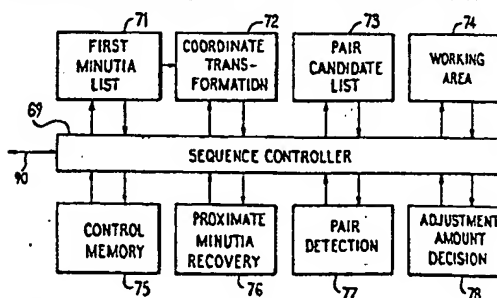 71
72
73
74
FIRST
MINUTIA
LIST
COORDINATE
TRANS-
FORMATION
PAIR
CANDIDATE
LIST
WORKING
AREA
69
SEQUENCE CONTROLLER
90
CONTROL
MEMORY
PROXIMATE
MINUTIA
RECOVERY
PAIR
DETECTION
ADJUSTMENT
AMOUNT
DECISION
75
76
77
78